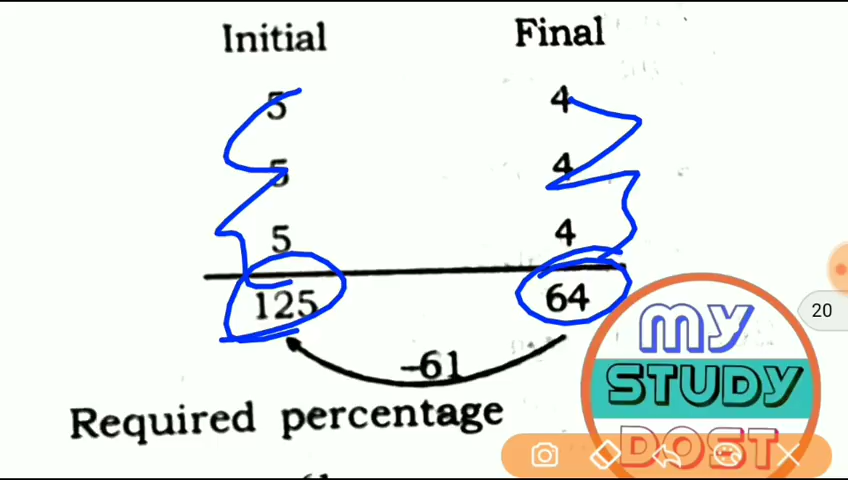 Initial Final
5 4
5 4
5 4
125 64
–61
Required percentage
20
my
STUDY
DOST